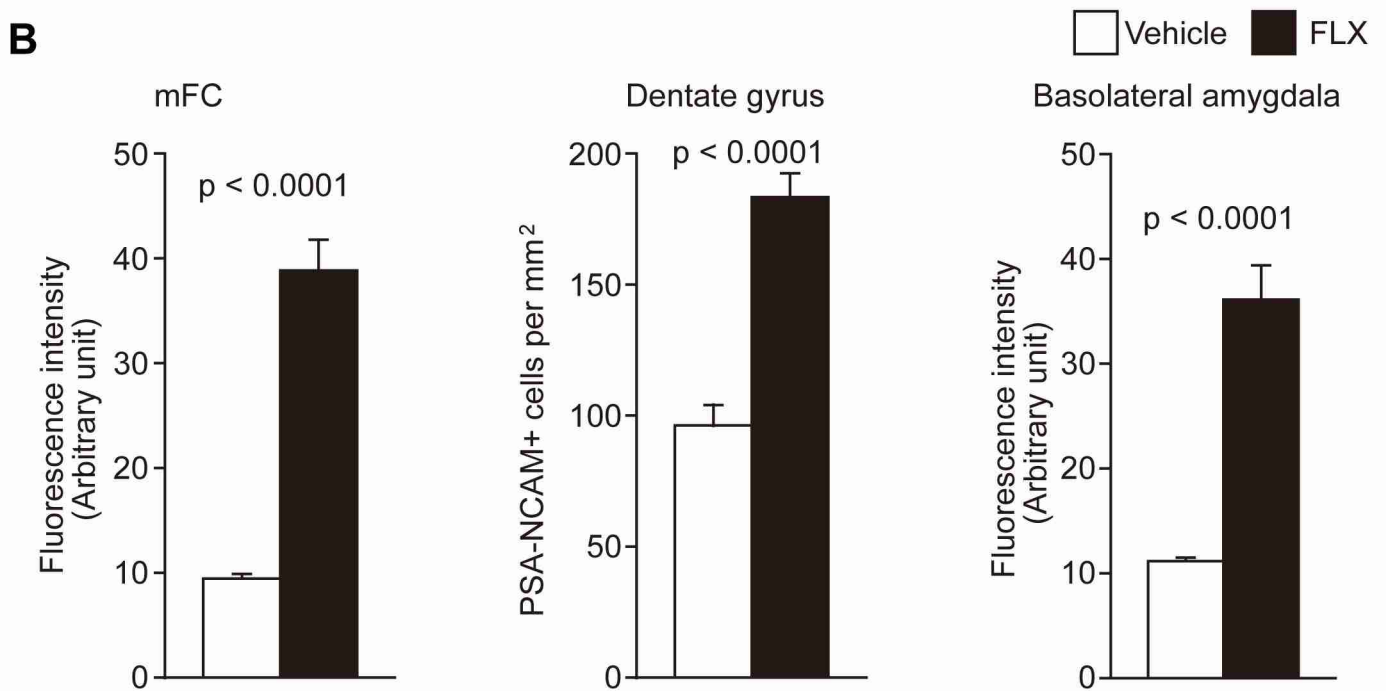 B
Vehicle
FLX
mFC
Fluorescence intensity
(Arbitrary unit)
50
40
30
20
10
0
p < 0.0001
Dentate gyrus
PSA-NCAM+ cells per mm²
200
150
100
50
0
p < 0.0001
Basolateral amygdala
Fluorescence intensity
(Arbitrary unit)
50
40
30
20
10
0
p < 0.0001